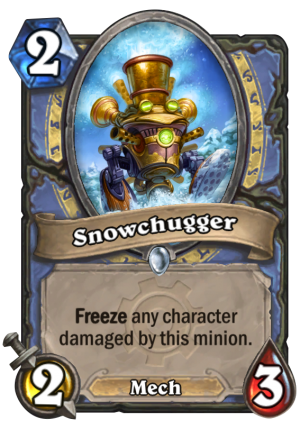 2
Snowchugger
Freeze any character
damaged by this minion.
2
Mech
3